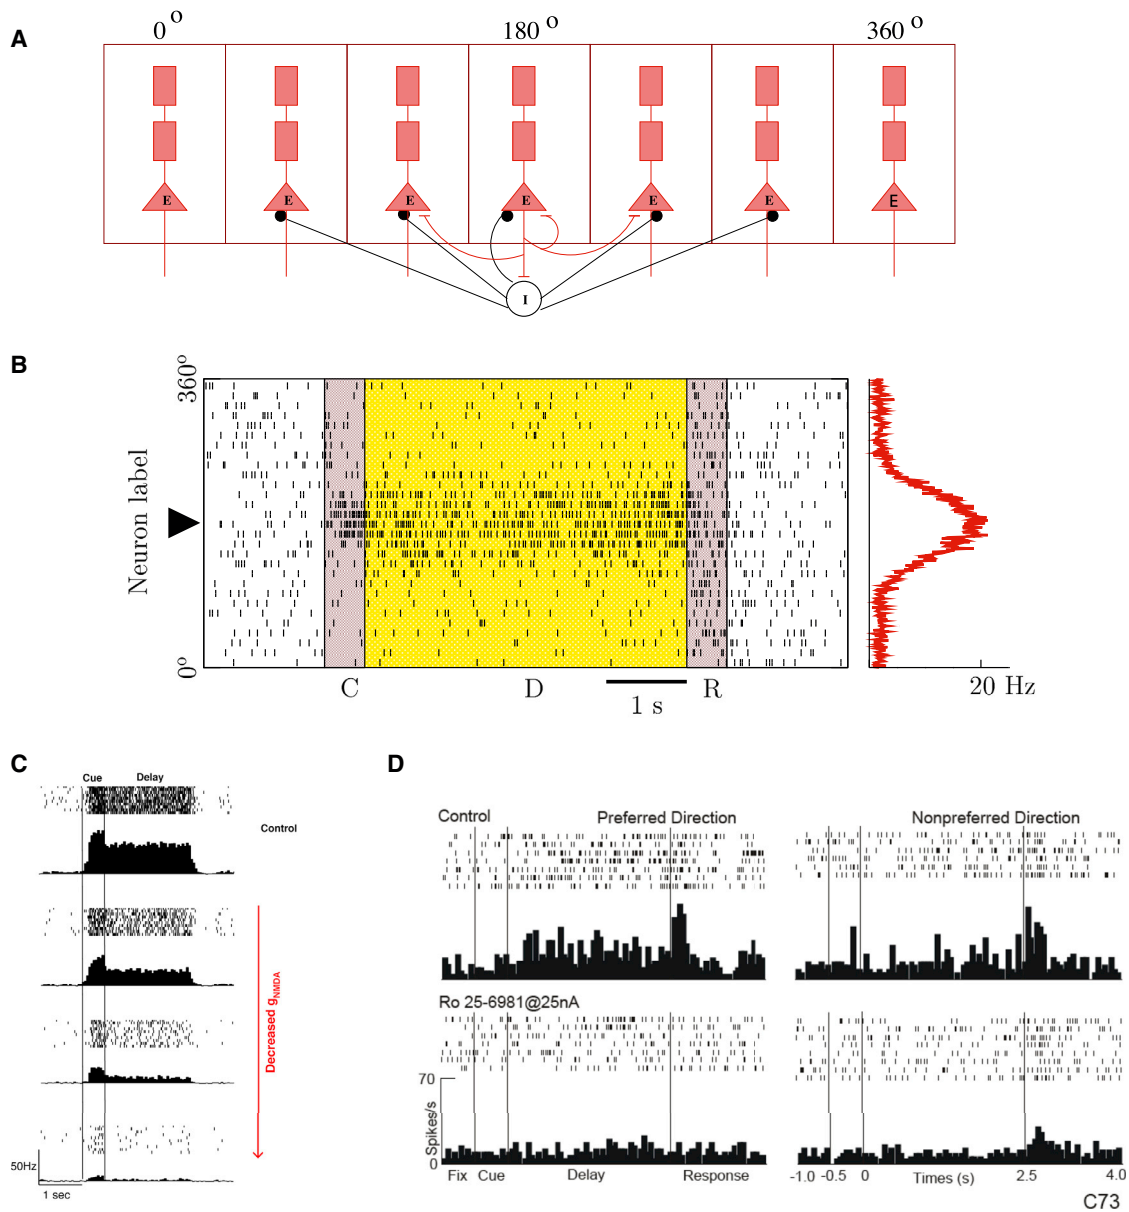 A
0° 180° 360°
E E E E E E E
I
B
360°
Neuron label
0°
C D R
1 s
20 Hz
C
Cue Delay
Control
Decreased gNMDA
50Hz
1 sec
D
Control Preferred Direction Nonpreferred Direction
Ro 25-6981@25nA
70
Spikes/s
0
Fix Cue Delay Response
-1.0 -0.5 0 Times (s) 2.5 4.0
C73